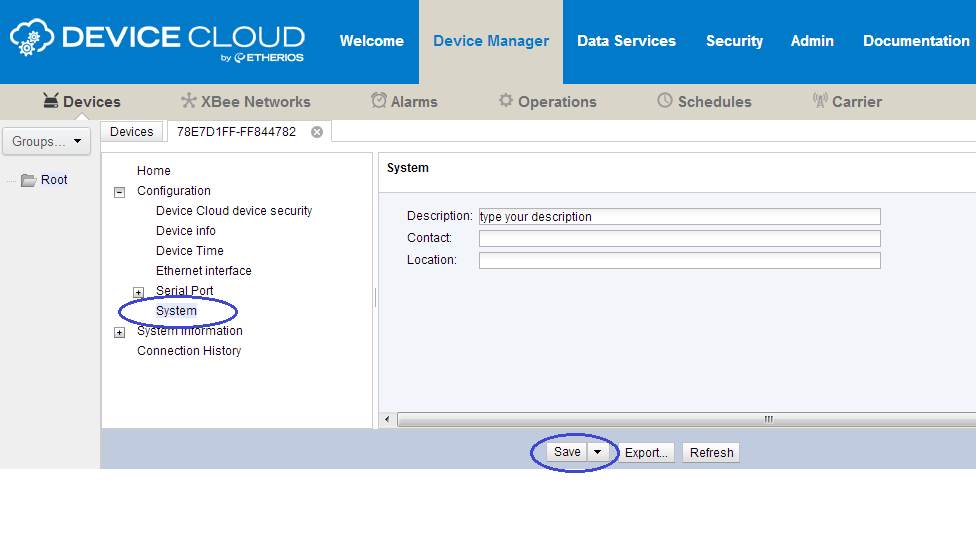 DEVICE CLOUD
by ETHERIOS
Welcome Device Manager Data Services Security Admin Documentation
Devices XBee Networks Alarms Operations Schedules Carrier
Groups... Devices 78E7D1FF-FF844782
Root
Home
Configuration
Device Cloud device security
Device info
Device Time
Ethernet interface
Serial Port
System
System Information
Connection History
System
Description: type your description
Contact:
Location:
Save Export... Refresh